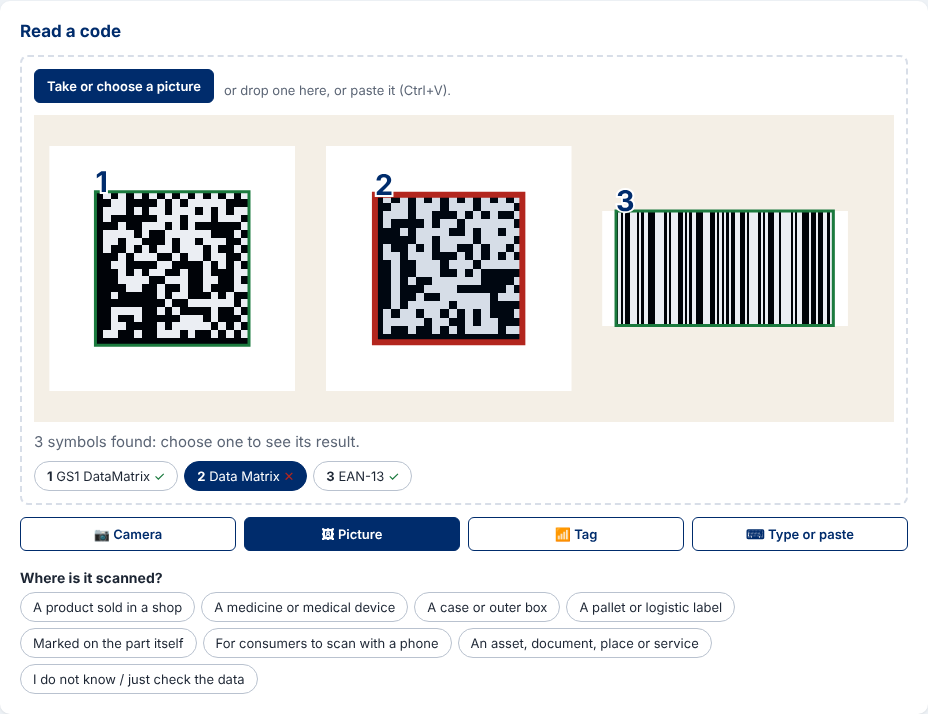 Read a code
Take or choose a picture or drop one here, or paste it (Ctrl+V).
1 2 3
3 symbols found: choose one to see its result.
1 GS1 DataMatrix ✓ 2 Data Matrix × 3 EAN-13 ✓
Camera Picture Tag Type or paste
Where is it scanned?
A product sold in a shop A medicine or medical device A case or outer box A pallet or logistic label
Marked on the part itself For consumers to scan with a phone An asset, document, place or service
I do not know / just check the data